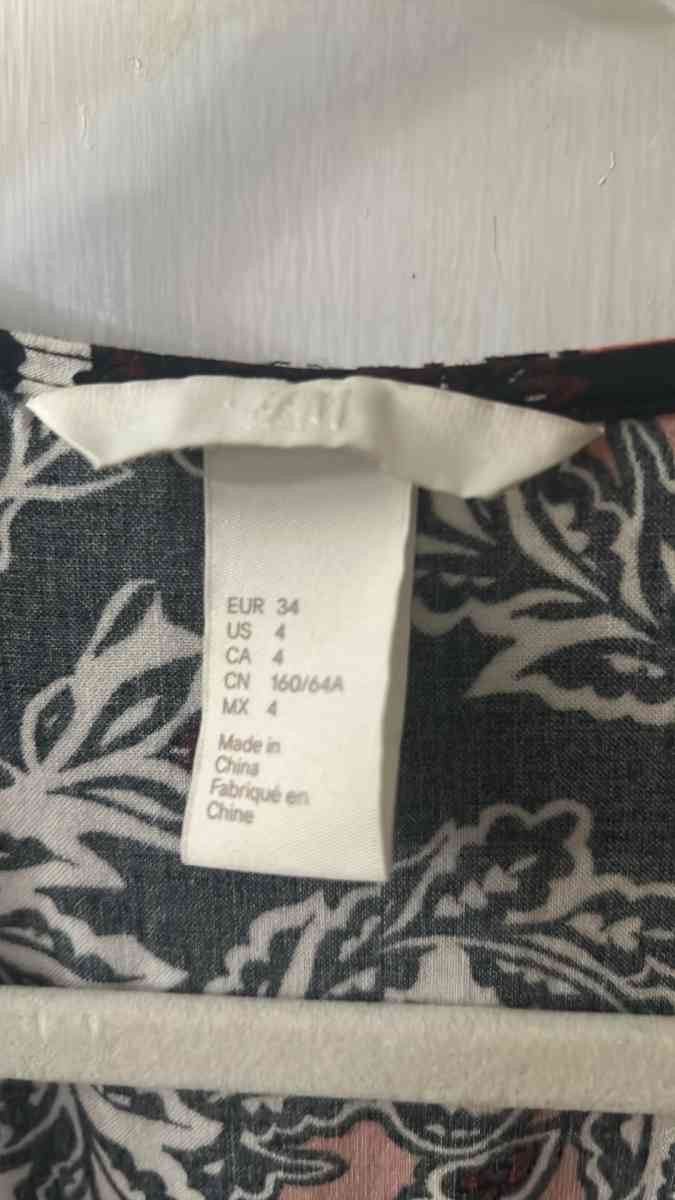 EUR 34
US 4
CA 4
CN 160/64A
MX 4
Made in
China
Fabriqué en
Chine